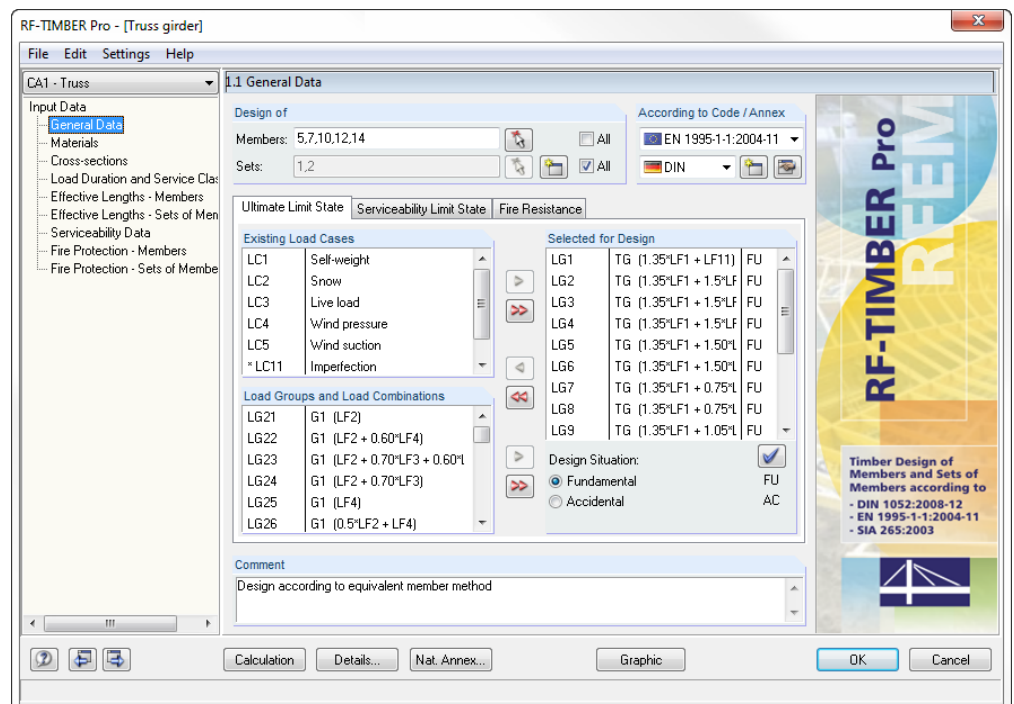 RF-TIMBER Pro - [Truss girder]
File Edit Settings Help
CA1 - Truss
Input Data
General Data
Materials
Cross-sections
Load Duration and Service Clas
Effective Lengths - Members
Effective Lengths - Sets of Men
Serviceability Data
Fire Protection - Members
Fire Protection - Sets of Membe
1.1 General Data
Design of
Members: 5,7,10,12,14 All
Sets: 1,2 All
According to Code / Annex
EN 1995-1-1:2004-11
DIN
Ultimate Limit State Serviceability Limit State Fire Resistance
Existing Load Cases
LC1 Self-weight
LC2 Snow
LC3 Live load
LC4 Wind pressure
LC5 Wind suction
* LC11 Imperfection
Load Groups and Load Combinations
LG21 G1 (LF2)
LG22 G1 (LF2 + 0.60*LF4)
LG23 G1 (LF2 + 0.70*LF3 + 0.60*L
LG24 G1 (LF2 + 0.70*LF3)
LG25 G1 (LF4)
LG26 G1 (0.5*LF2 + LF4)
Selected for Design
LG1 TG (1.35*LF1 + LF11) FU
LG2 TG (1.35*LF1 + 1.5*LF FU
LG3 TG (1.35*LF1 + 1.5*LF FU
LG4 TG (1.35*LF1 + 1.5*LF FU
LG5 TG (1.35*LF1 + 1.50*L FU
LG6 TG (1.35*LF1 + 1.50*L FU
LG7 TG (1.35*LF1 + 0.75*L FU
LG8 TG (1.35*LF1 + 0.75*L FU
LG9 TG (1.35*LF1 + 1.05*L FU
Design Situation:
Fundamental FU
Accidental AC
Comment
Design according to equivalent member method
RF-TIMBER Pro
RFEM
Timber Design of
Members and Sets of
Members according to
- DIN 1052:2008-12
- EN 1995-1-1:2004-11
- SIA 265:2003
Calculation Details... Nat. Annex... Graphic OK Cancel